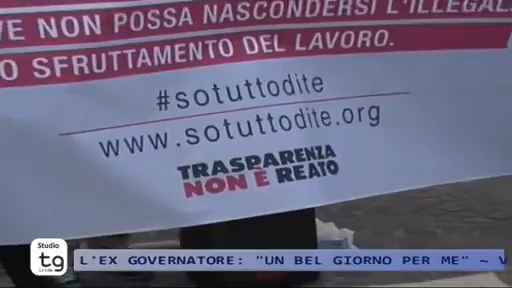 VE NON POSSA NASCONDERSI L'ILLEGAL
O SFRUTTAMENTO DEL LAVORO.
#sotuttodite
www.sotuttodite.org
TRASPARENZA
NON È REATO
Studio
tg
L'EX GOVERNATORE: "UN BEL GIORNO PER ME" ~ V